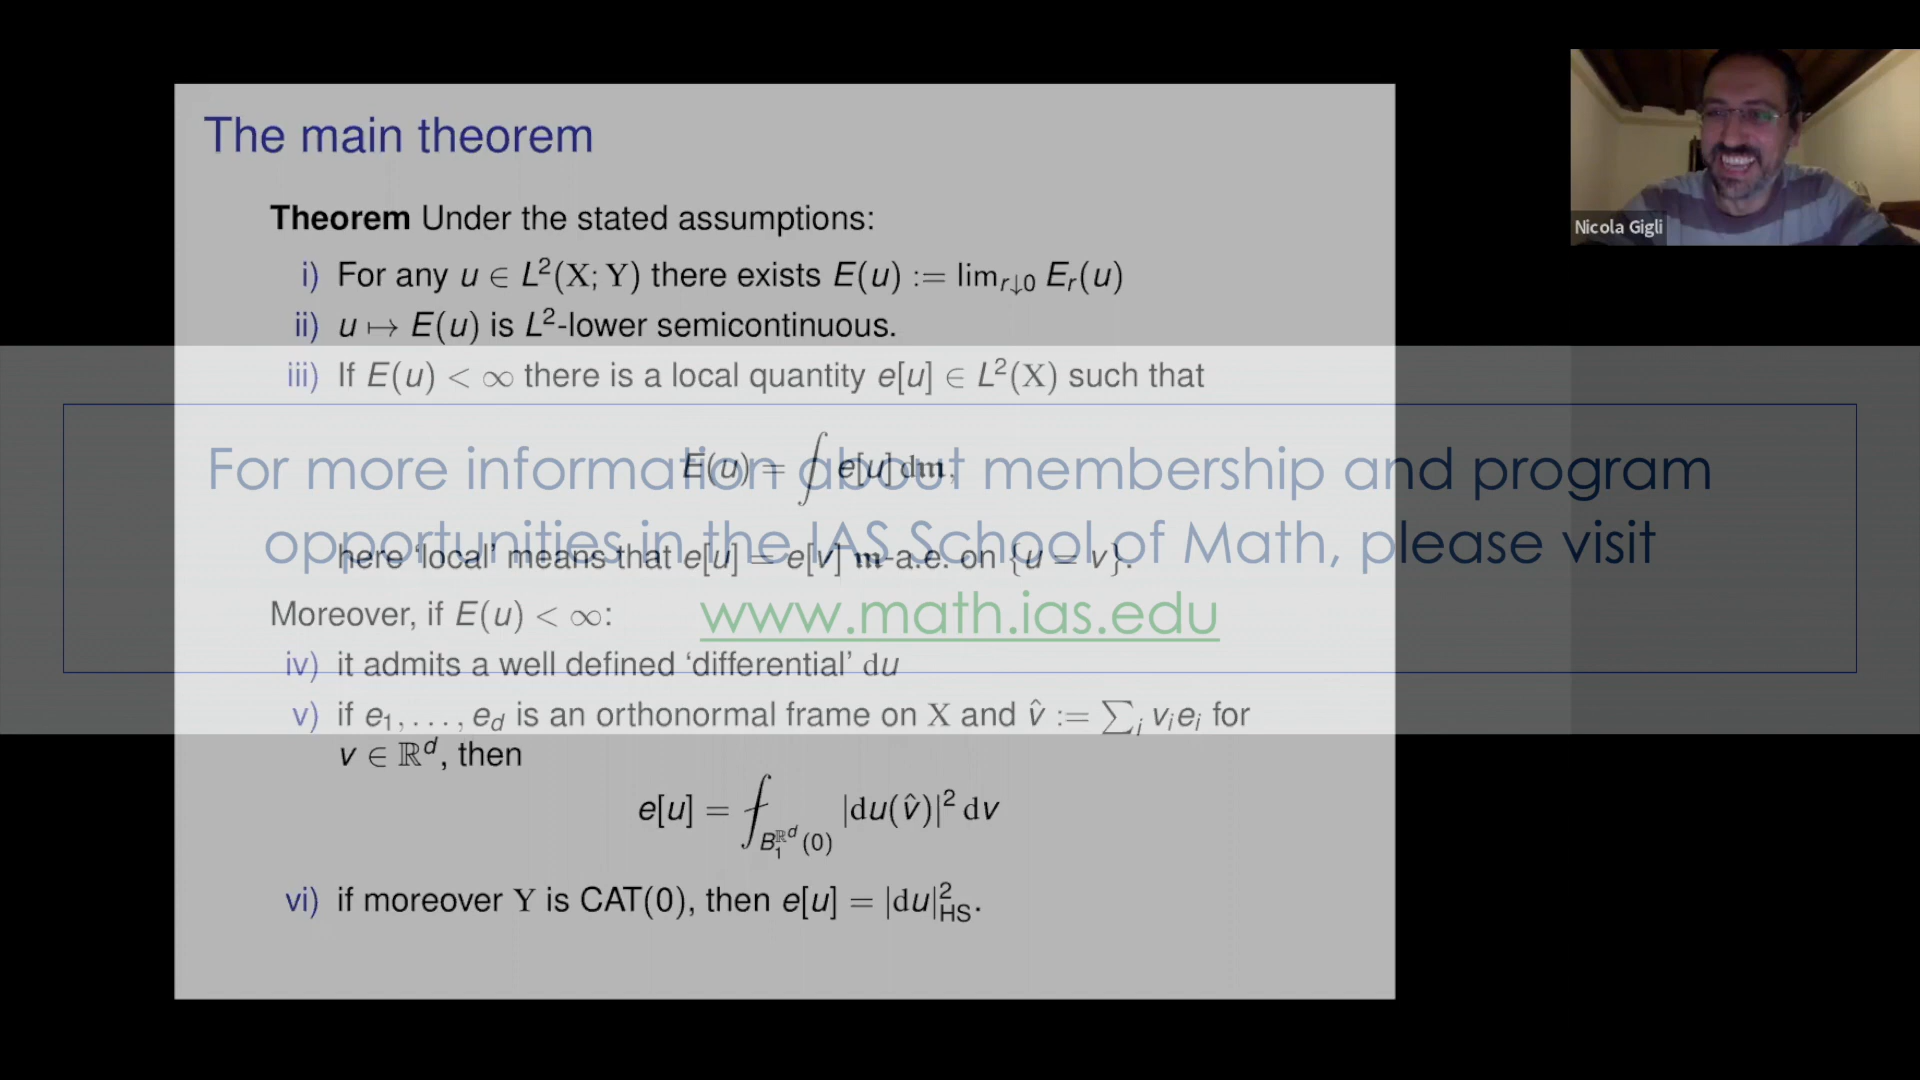 The main theorem
Nicola Gigli
Theorem Under the stated assumptions:
i) For any u ∈ L²(X; Y) there exists E(u) := lim_{r↓0} E_r(u)
ii) u ↦ E(u) is L²-lower semicontinuous.
iii) If E(u) < ∞ there is a local quantity e[u] ∈ L²(X) such that
E(u) = ∫ e[u] d𝔪,
here ‘local’ means that e[u] = e[v] 𝔪-a.e. on {u = v}.
For more information about membership and program
opportunities in the IAS School of Math, please visit
www.math.ias.edu
Moreover, if E(u) < ∞:
iv) it admits a well defined ‘differential’ du
v) if e₁, . . . , e_d is an orthonormal frame on X and v̂ := ∑_i v_i e_i for
v ∈ ℝ^d, then
e[u] = ⨍_{B_1^{ℝ^d}(0)} |du(v̂)|² dv
vi) if moreover Y is CAT(0), then e[u] = |du|²_HS.